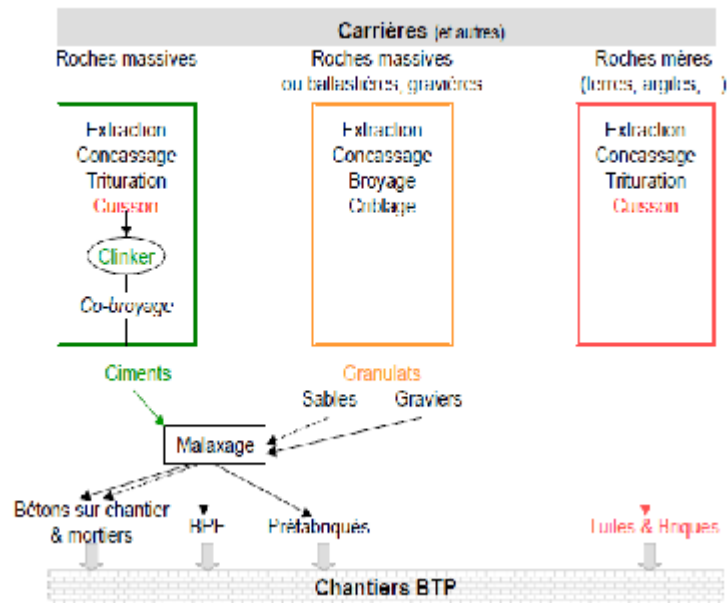 Carrières (et autres)
Roches massives
Roches massives
ou ballastières, gravières
Roches mères
(terres, argiles, )
Extraction
Concassage
Trituration
Cuisson
Clinker
Co-broyage
Extraction
Concassage
Broyage
Criblage
Extraction
Concassage
Trituration
Cuisson
Ciments
Granulats
Sables Graviers
Malaxage
Bétons sur chantier
& mortiers
Préfabriqués
Tuiles & Briques
Chantiers BTP